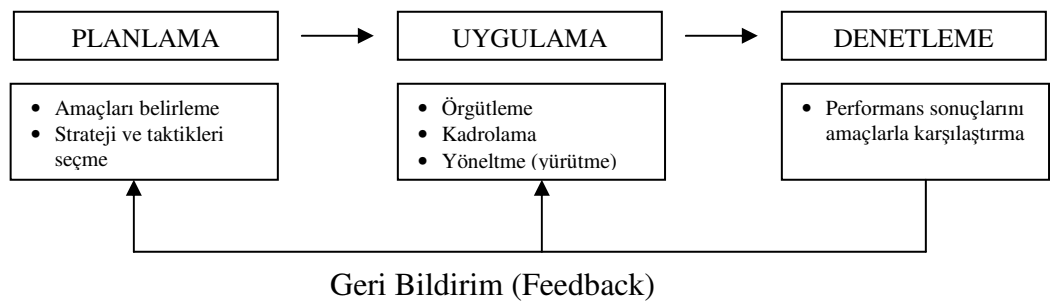 PLANLAMA
UYGULAMA
DENETLEME
• Amaçları belirleme
• Strateji ve taktikleri
seçme
• Örgütleme
• Kadrolama
• Yöneltme (yürütme)
• Performans sonuçlarını
amaçlarla karşılaştırma
Geri Bildirim (Feedback)